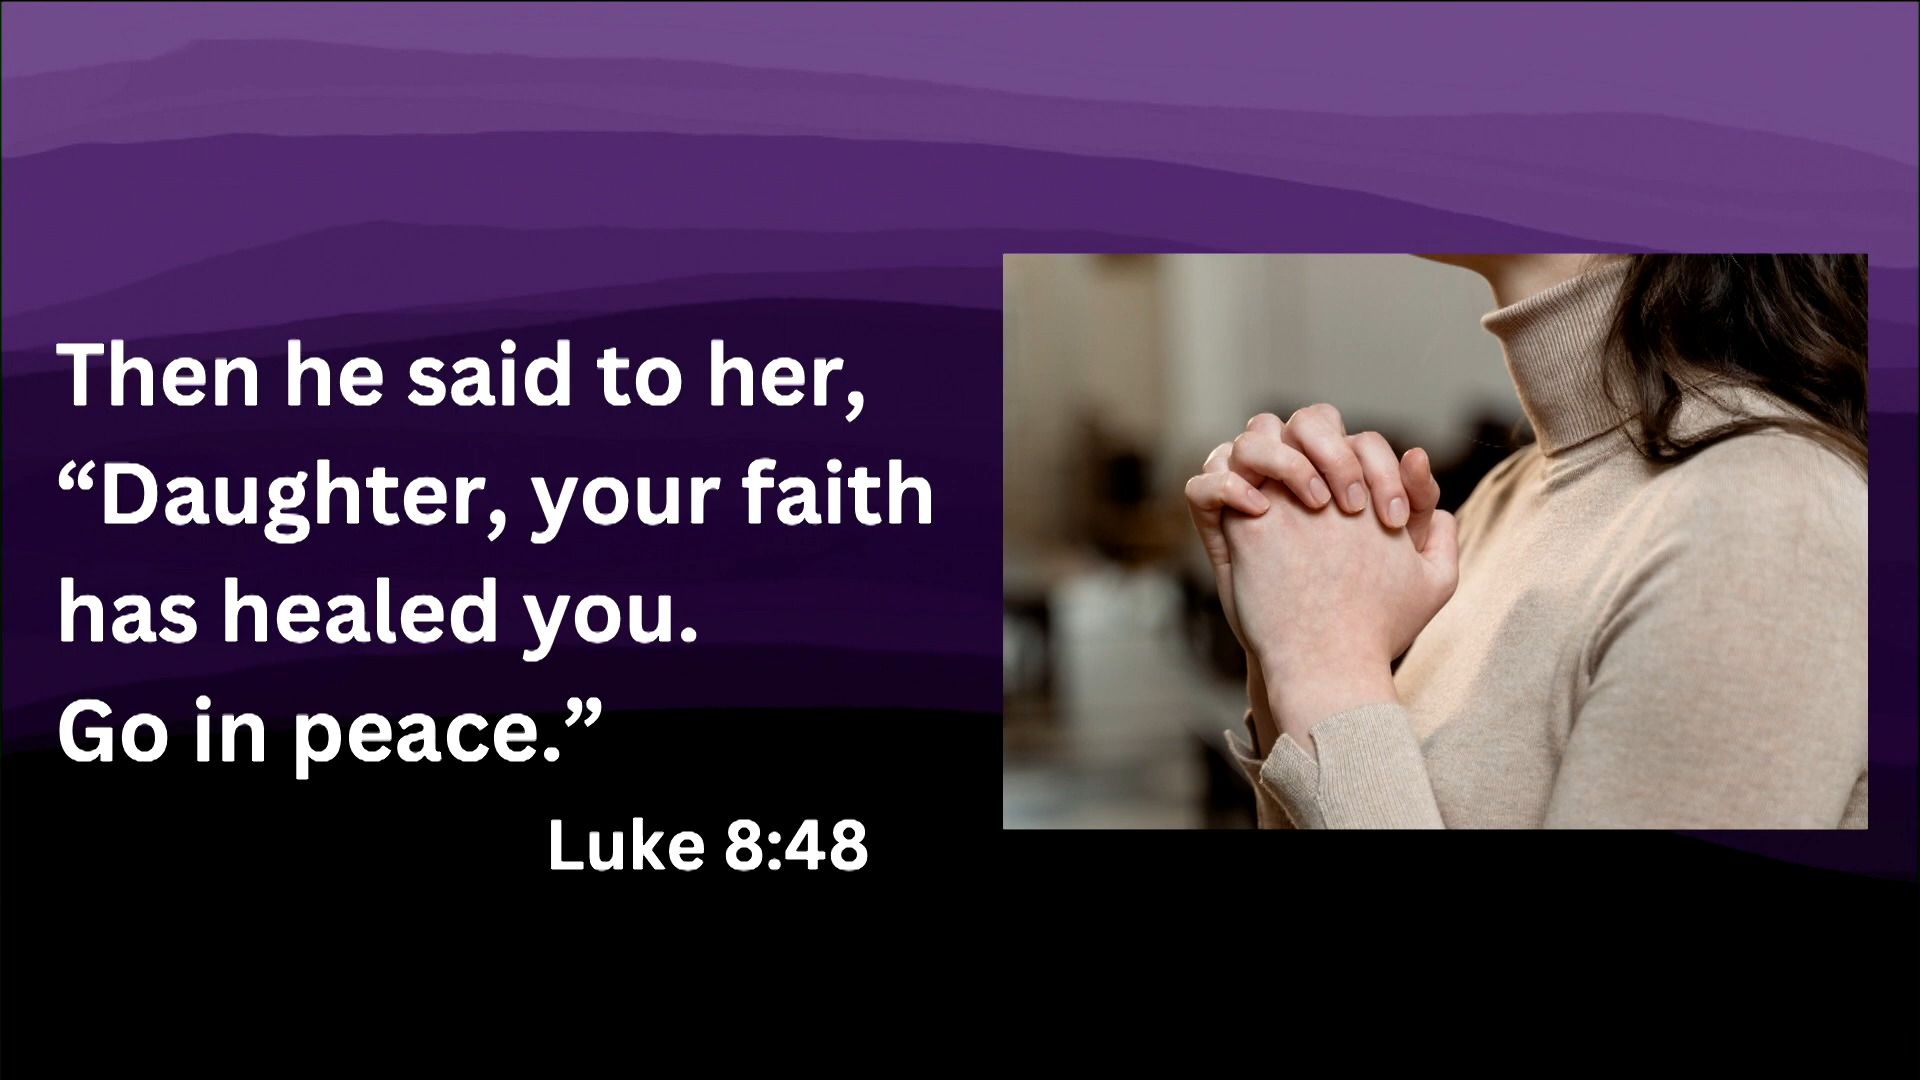 Then he said to her,
“Daughter, your faith
has healed you.
Go in peace.”
Luke 8:48